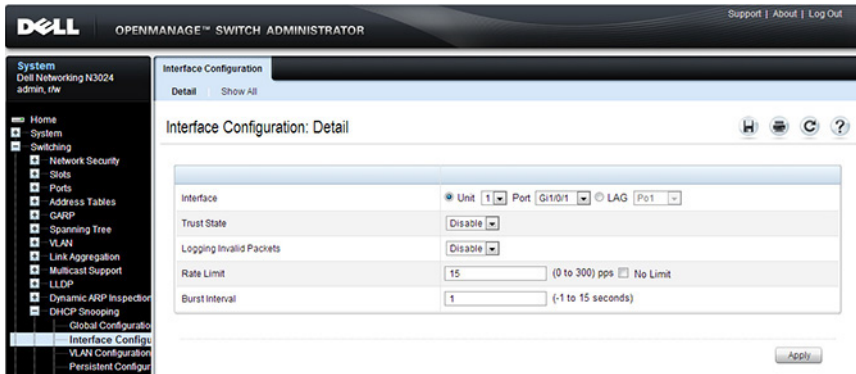 Support | About | Log Out
DELL OPENMANAGE™ SWITCH ADMINISTRATOR
System
Dell Networking N3024
admin, r/w
Home
System
Switching
Network Security
Slots
Ports
Address Tables
GARP
Spanning Tree
VLAN
Link Aggregation
Multicast Support
LLDP
Dynamic ARP Inspection
DHCP Snooping
Global Configuratio
Interface Configu
VLAN Configuration
Persistent Configur
Interface Configuration
Detail Show All
Interface Configuration: Detail
H C ?
Interface Unit 1 Port Gi1/0/1 LAG Po1
Trust State Disable
Logging Invalid Packets Disable
Rate Limit 15 (0 to 300) pps No Limit
Burst Interval 1 (-1 to 15 seconds)
Apply